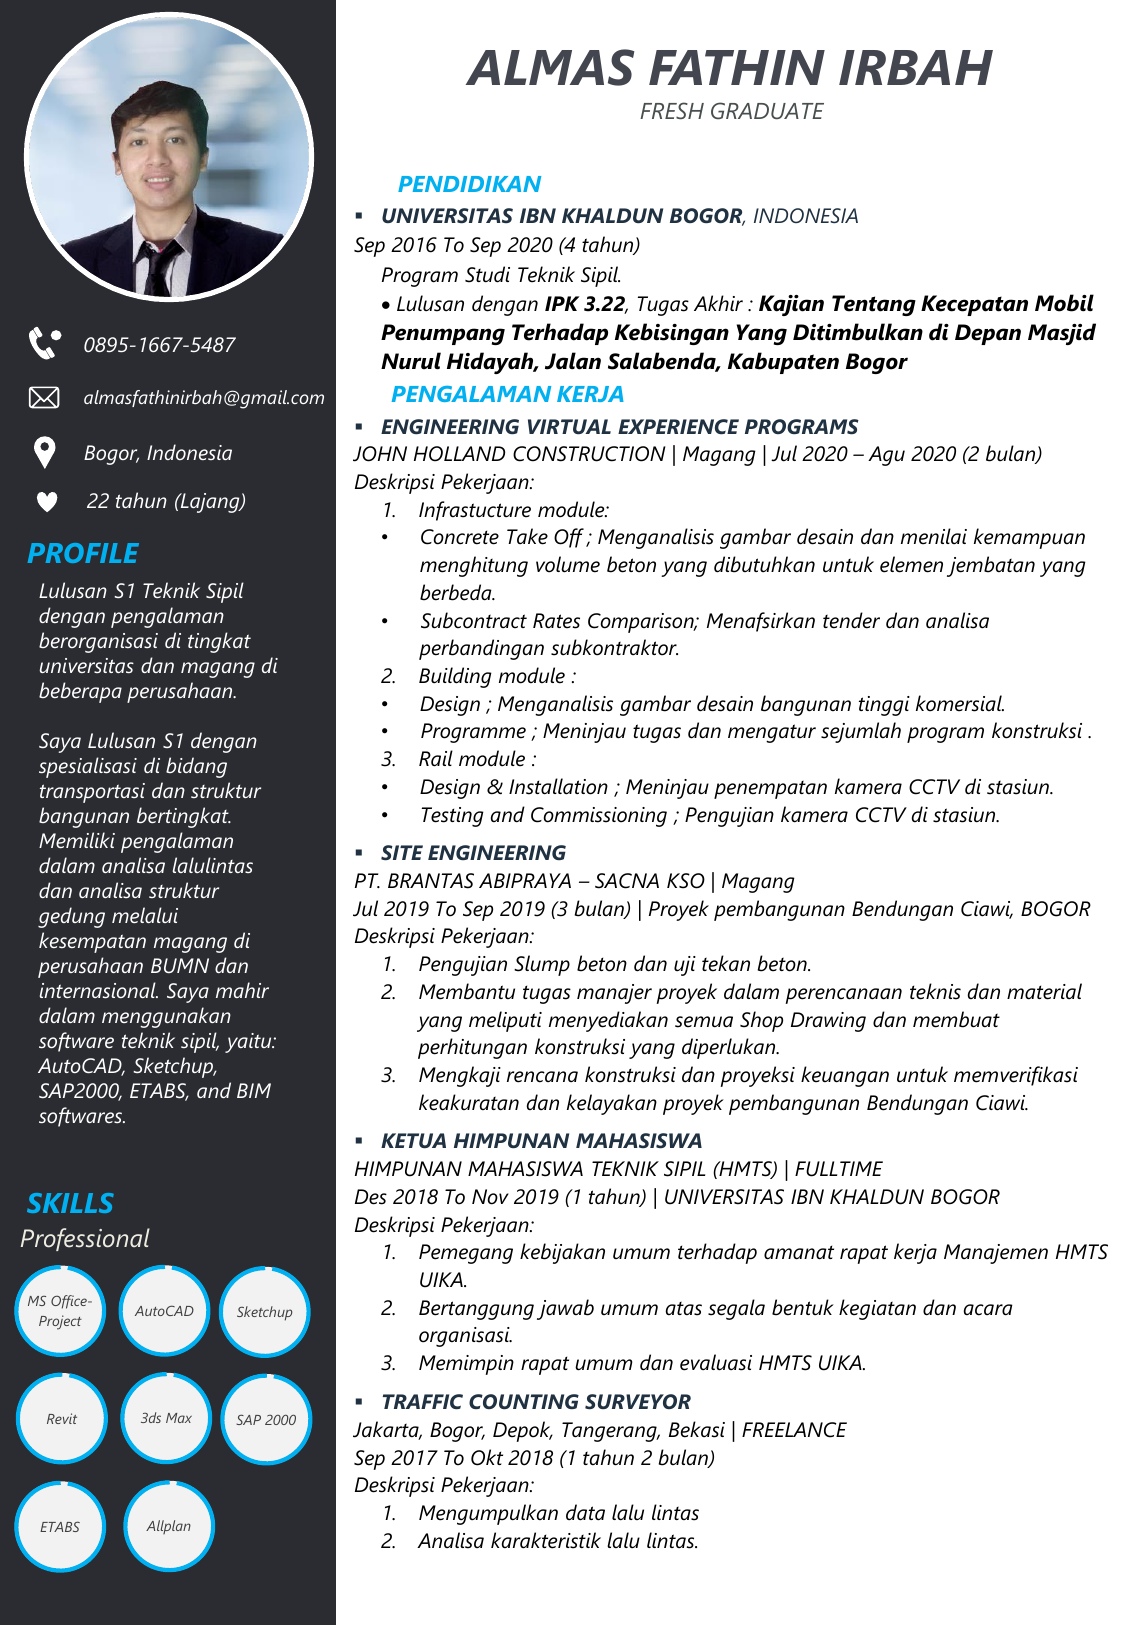 ALMAS FATHIN IRBAH
FRESH GRADUATE
0895-1667-5487
almasfathinirbah@gmail.com
Bogor, Indonesia
22 tahun (Lajang)
PROFILE
Lulusan S1 Teknik Sipil
dengan pengalaman
berorganisasi di tingkat
universitas dan magang di
beberapa perusahaan.
Saya Lulusan S1 dengan
spesialisasi di bidang
transportasi dan struktur
bangunan bertingkat.
Memiliki pengalaman
dalam analisa lalulintas
dan analisa struktur
gedung melalui
kesempatan magang di
perusahaan BUMN dan
internasional. Saya mahir
dalam menggunakan
software teknik sipil, yaitu:
AutoCAD, Sketchup,
SAP2000, ETABS, and BIM
softwares.
SKILLS
Professional
MS Office-
Project
AutoCAD
Sketchup
Revit
3ds Max
SAP 2000
ETABS
Allplan
PENDIDIKAN
▪ UNIVERSITAS IBN KHALDUN BOGOR, INDONESIA
Sep 2016 To Sep 2020 (4 tahun)
Program Studi Teknik Sipil.
• Lulusan dengan IPK 3.22, Tugas Akhir : Kajian Tentang Kecepatan Mobil
Penumpang Terhadap Kebisingan Yang Ditimbulkan di Depan Masjid
Nurul Hidayah, Jalan Salabenda, Kabupaten Bogor
PENGALAMAN KERJA
▪ ENGINEERING VIRTUAL EXPERIENCE PROGRAMS
JOHN HOLLAND CONSTRUCTION | Magang | Jul 2020 – Agu 2020 (2 bulan)
Deskripsi Pekerjaan:
1. Infrastucture module:
• Concrete Take Off ; Menganalisis gambar desain dan menilai kemampuan
menghitung volume beton yang dibutuhkan untuk elemen jembatan yang
berbeda.
• Subcontract Rates Comparison; Menafsirkan tender dan analisa
perbandingan subkontraktor.
2. Building module :
• Design ; Menganalisis gambar desain bangunan tinggi komersial.
• Programme ; Meninjau tugas dan mengatur sejumlah program konstruksi .
3. Rail module :
• Design & Installation ; Meninjau penempatan kamera CCTV di stasiun.
• Testing and Commissioning ; Pengujian kamera CCTV di stasiun.
▪ SITE ENGINEERING
PT. BRANTAS ABIPRAYA – SACNA KSO | Magang
Jul 2019 To Sep 2019 (3 bulan) | Proyek pembangunan Bendungan Ciawi, BOGOR
Deskripsi Pekerjaan:
1. Pengujian Slump beton dan uji tekan beton.
2. Membantu tugas manajer proyek dalam perencanaan teknis dan material
yang meliputi menyediakan semua Shop Drawing dan membuat
perhitungan konstruksi yang diperlukan.
3. Mengkaji rencana konstruksi dan proyeksi keuangan untuk memverifikasi
keakuratan dan kelayakan proyek pembangunan Bendungan Ciawi.
▪ KETUA HIMPUNAN MAHASISWA
HIMPUNAN MAHASISWA TEKNIK SIPIL (HMTS) | FULLTIME
Des 2018 To Nov 2019 (1 tahun) | UNIVERSITAS IBN KHALDUN BOGOR
Deskripsi Pekerjaan:
1. Pemegang kebijakan umum terhadap amanat rapat kerja Manajemen HMTS
UIKA.
2. Bertanggung jawab umum atas segala bentuk kegiatan dan acara
organisasi.
3. Memimpin rapat umum dan evaluasi HMTS UIKA.
▪ TRAFFIC COUNTING SURVEYOR
Jakarta, Bogor, Depok, Tangerang, Bekasi | FREELANCE
Sep 2017 To Okt 2018 (1 tahun 2 bulan)
Deskripsi Pekerjaan:
1. Mengumpulkan data lalu lintas
2. Analisa karakteristik lalu lintas.